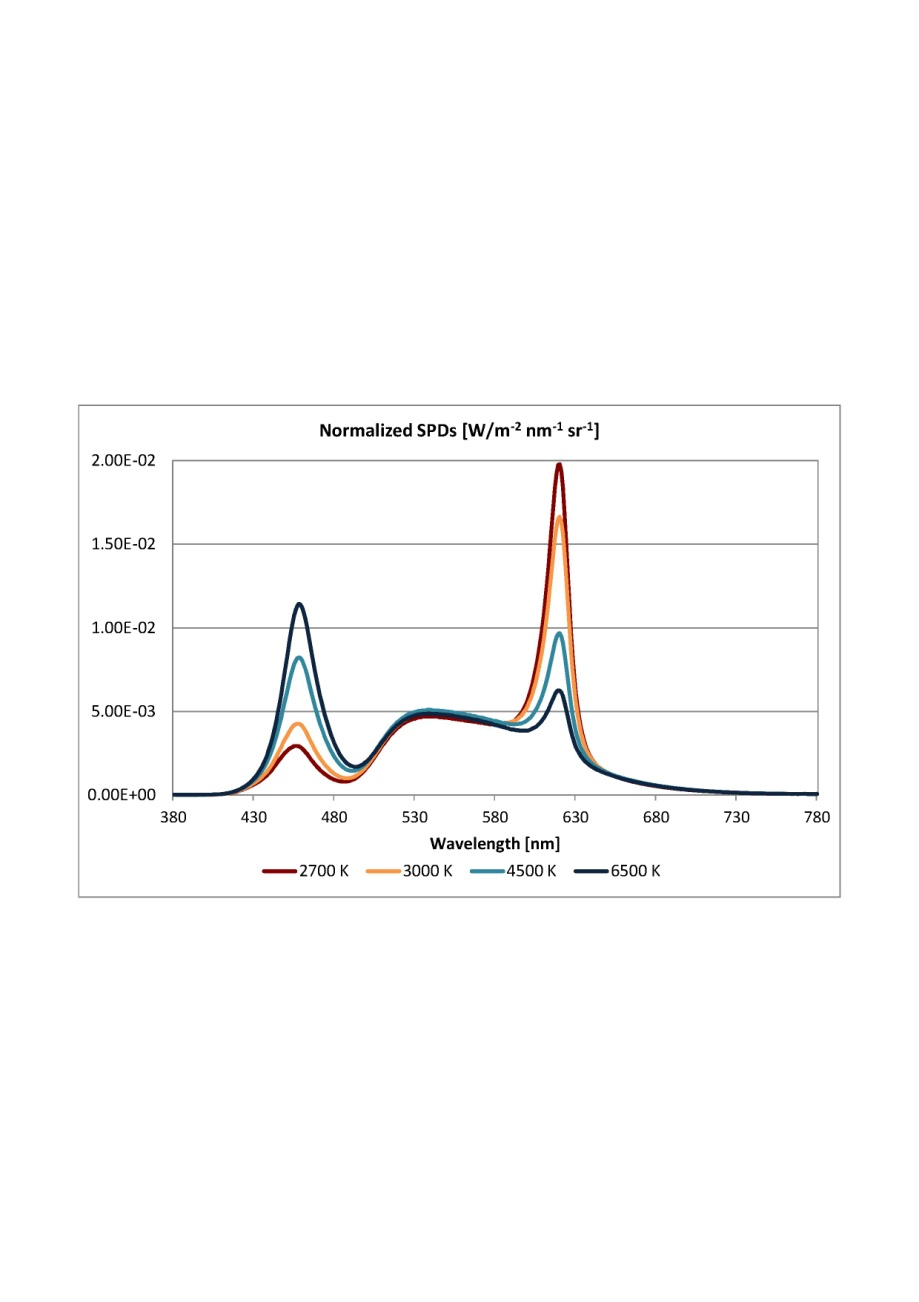 Normalized SPDs [W/m⁻² nm⁻¹ sr⁻¹]
2.00E-02
1.50E-02
1.00E-02
5.00E-03
0.00E+00
380 430 480 530 580 630 680 730 780
Wavelength [nm]
2700 K 3000 K 4500 K 6500 K